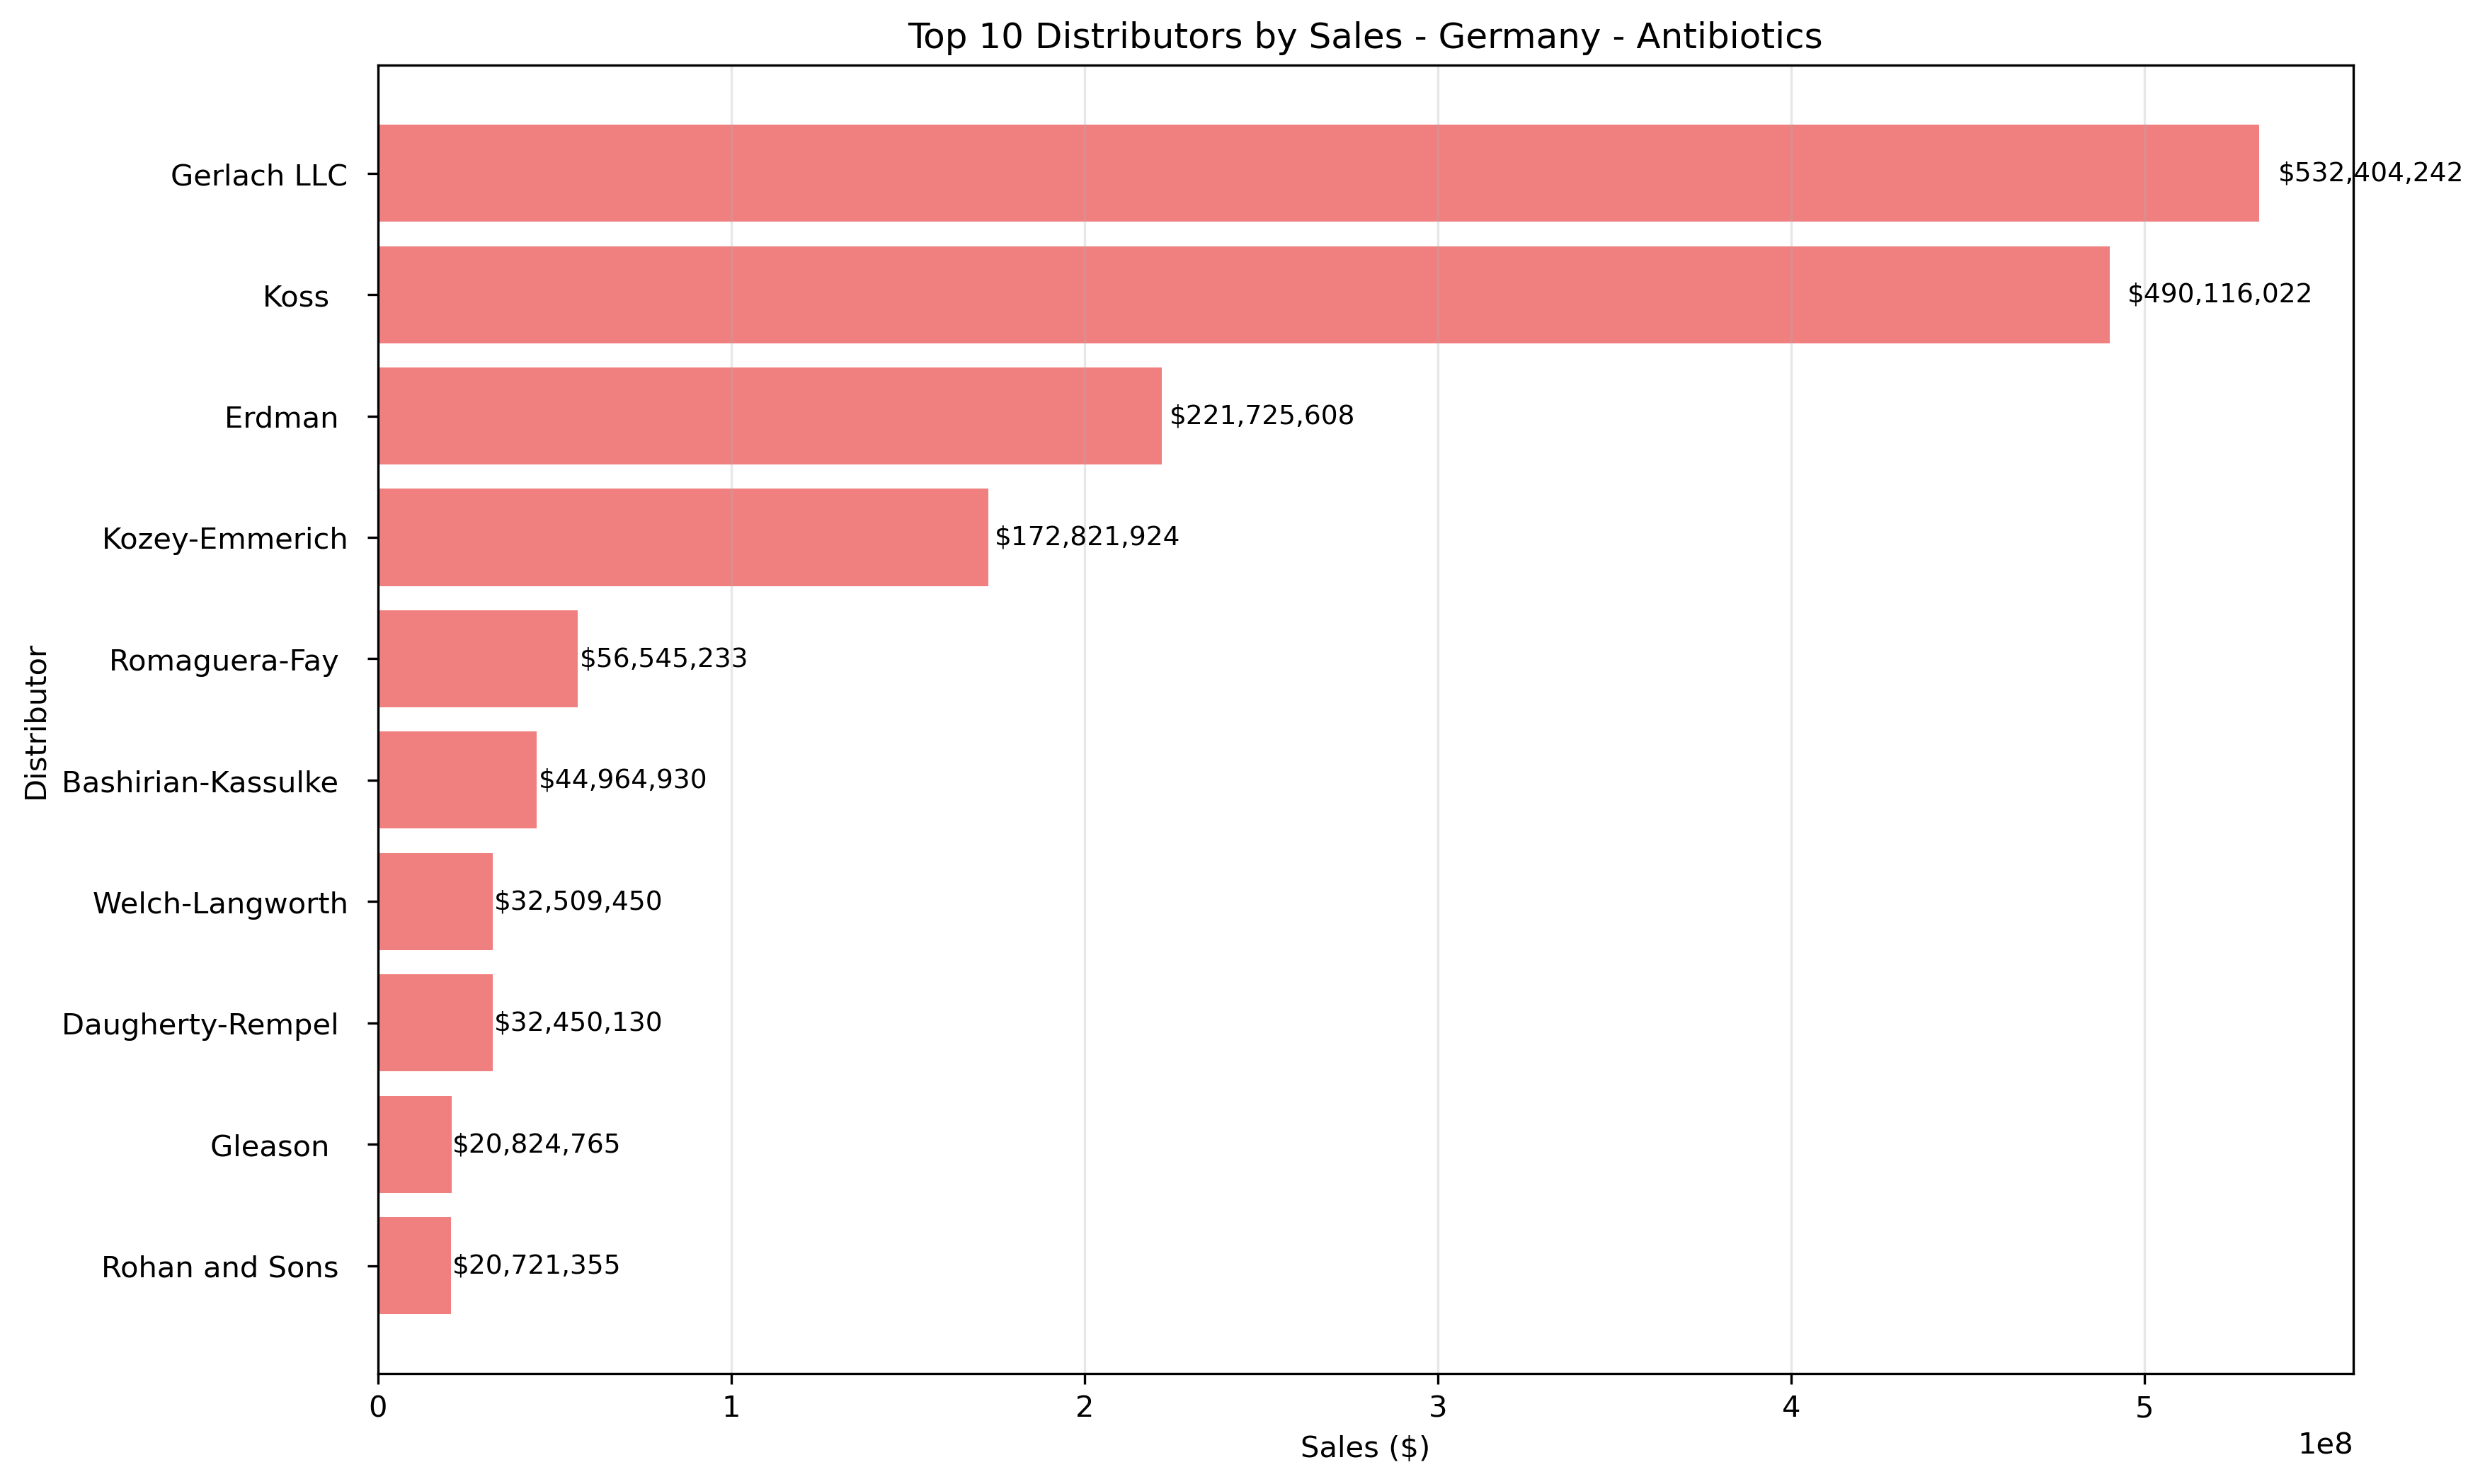 Top 10 Distributors by Sales - Germany - Antibiotics
Distributor
Gerlach LLC $532,404,242
Koss $490,116,022
Erdman $221,725,608
Kozey-Emmerich $172,821,924
Romaguera-Fay $56,545,233
Bashirian-Kassulke $44,964,930
Welch-Langworth $32,509,450
Daugherty-Rempel $32,450,130
Gleason $20,824,765
Rohan and Sons $20,721,355
0 1 2 3 4 5
1e8
Sales ($)